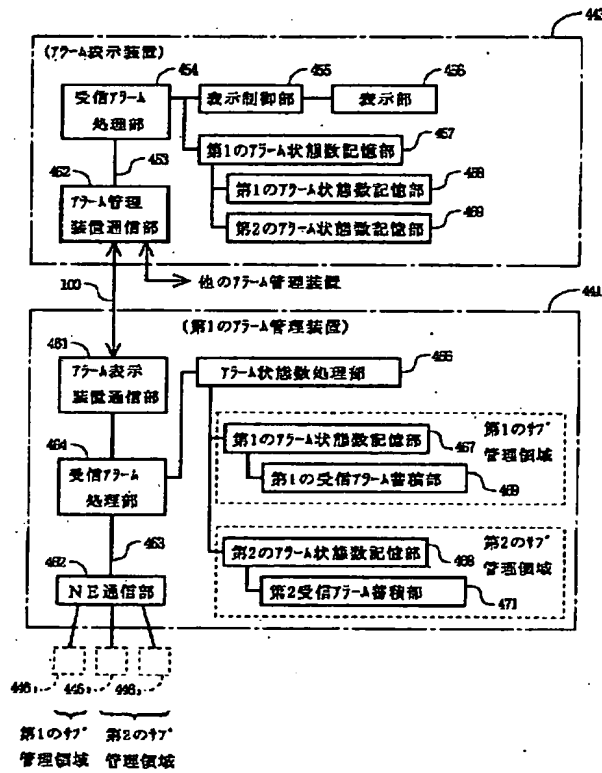 442
(アラーム表示装置)
454
455
456
受信アラーム
処理部
表示制御部
表示部
453
457
第1のアラーム状態数記憶部
452
458
アラーム管理
装置通信部
第1のアラーム状態数記憶部
459
第2のアラーム状態数記憶部
100
他のアラーム管理装置
441
(第1のアラーム管理装置)
461
アラーム表示
装置通信部
466
アラーム状態数処理部
464
受信アラーム
処理部
467
第1のアラーム状態数記憶部
第1のサブ
管理領域
469
第1の受信アラーム蓄積部
463
468
第2のアラーム状態数記憶部
第2のサブ
管理領域
462
NE通信部
471
第2受信アラーム蓄積部
第1のサブ
管理領域
第2のサブ
管理領域